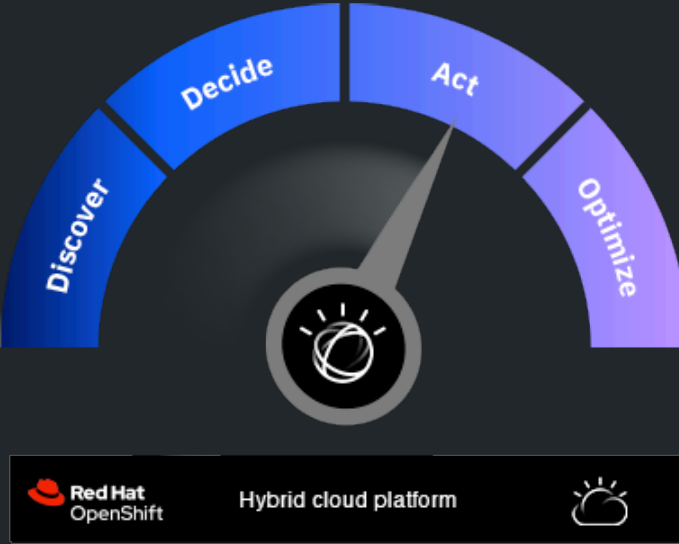 Discover
Decide
Act
Optimize
Red Hat
OpenShift
Hybrid cloud platform